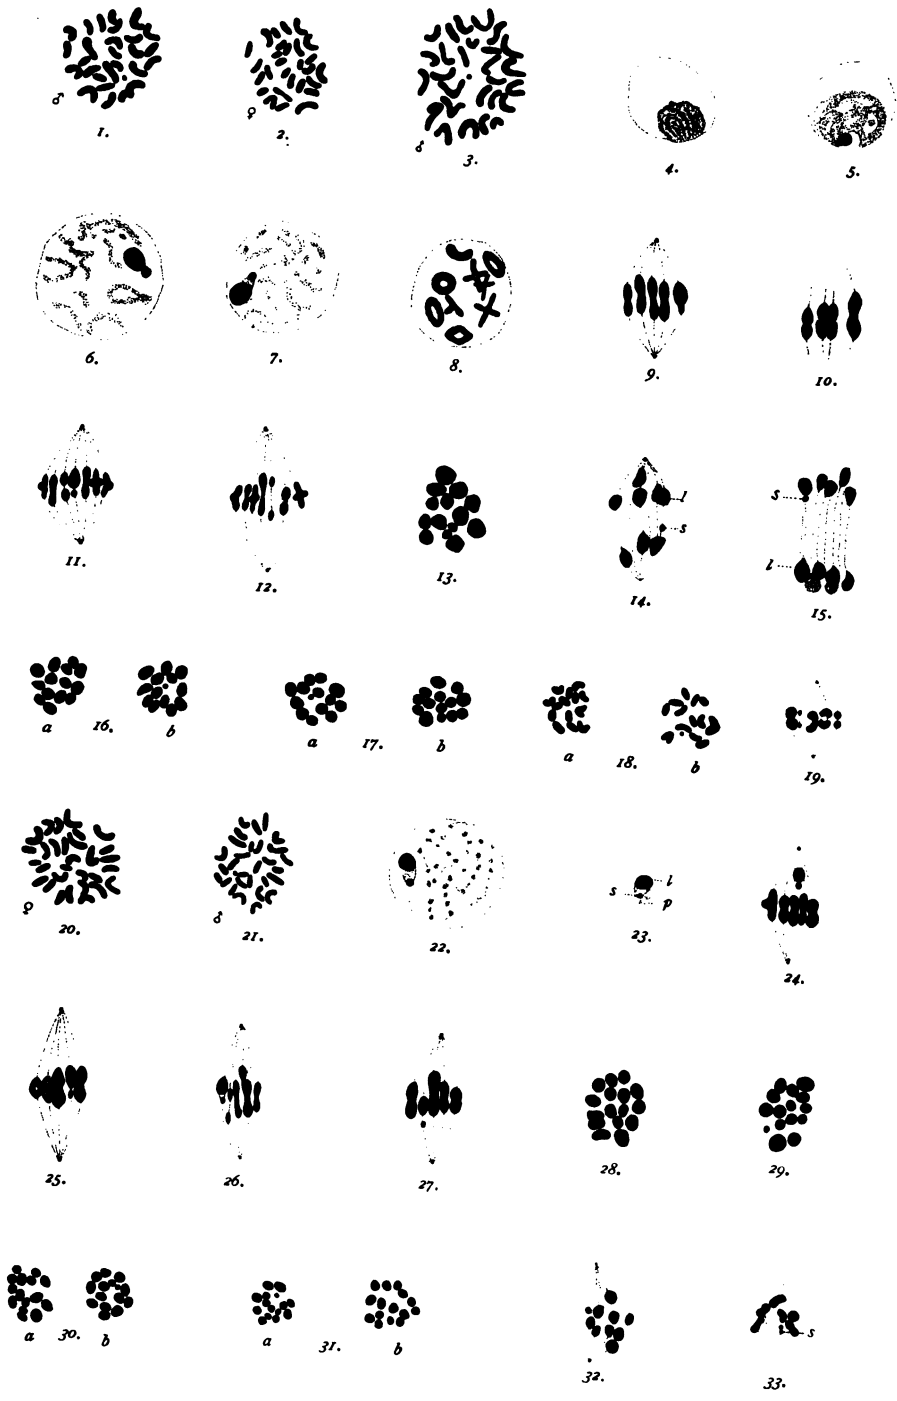 ♂ 1.
♀ 2.
♂ 3.
4.
5.
6.
7.
8.
9.
10.
11.
12.
13.
l
s
14.
s
l
15.
a 16. b
a 17. b
a 18. b
19.
♀ 20.
♂ 21.
22.
l
s
p
23.
24.
25.
26.
27.
28.
29.
a 30. b
a 31. b
32.
s
33.